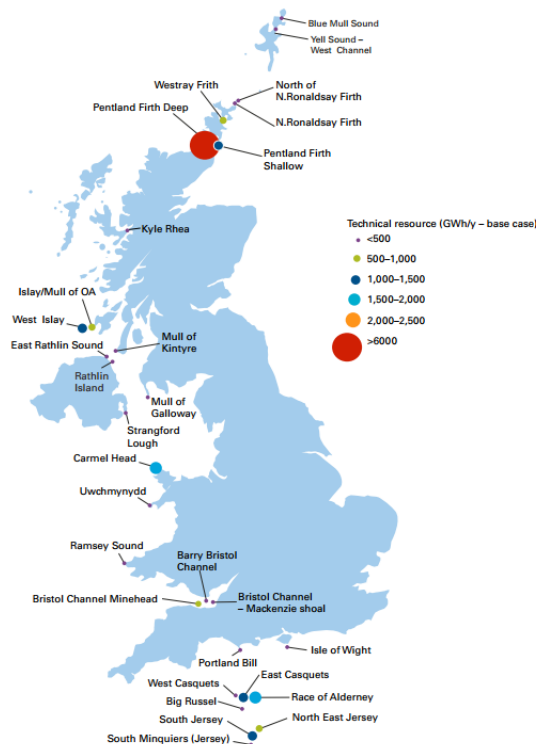 Blue Mull Sound
Yell Sound –
West Channel
Westray Frith
North of
N.Ronaldsay Firth
Pentland Firth Deep
N.Ronaldsay Firth
Pentland Firth
Shallow
Technical resource (GWh/y – base case)
<500
500–1,000
1,000–1,500
1,500–2,000
2,000–2,500
>6000
Kyle Rhea
Islay/Mull of OA
West Islay
East Rathlin Sound
Mull of
Kintyre
Rathlin
Island
Mull of
Galloway
Strangford
Lough
Carmel Head
Uwchmynydd
Ramsey Sound
Barry Bristol
Channel
Bristol Channel Minehead
Bristol Channel
– Mackenzie shoal
Isle of Wight
Portland Bill
East Casquets
West Casquets
Race of Alderney
Big Russel
South Jersey
North East Jersey
South Minquiers (Jersey)